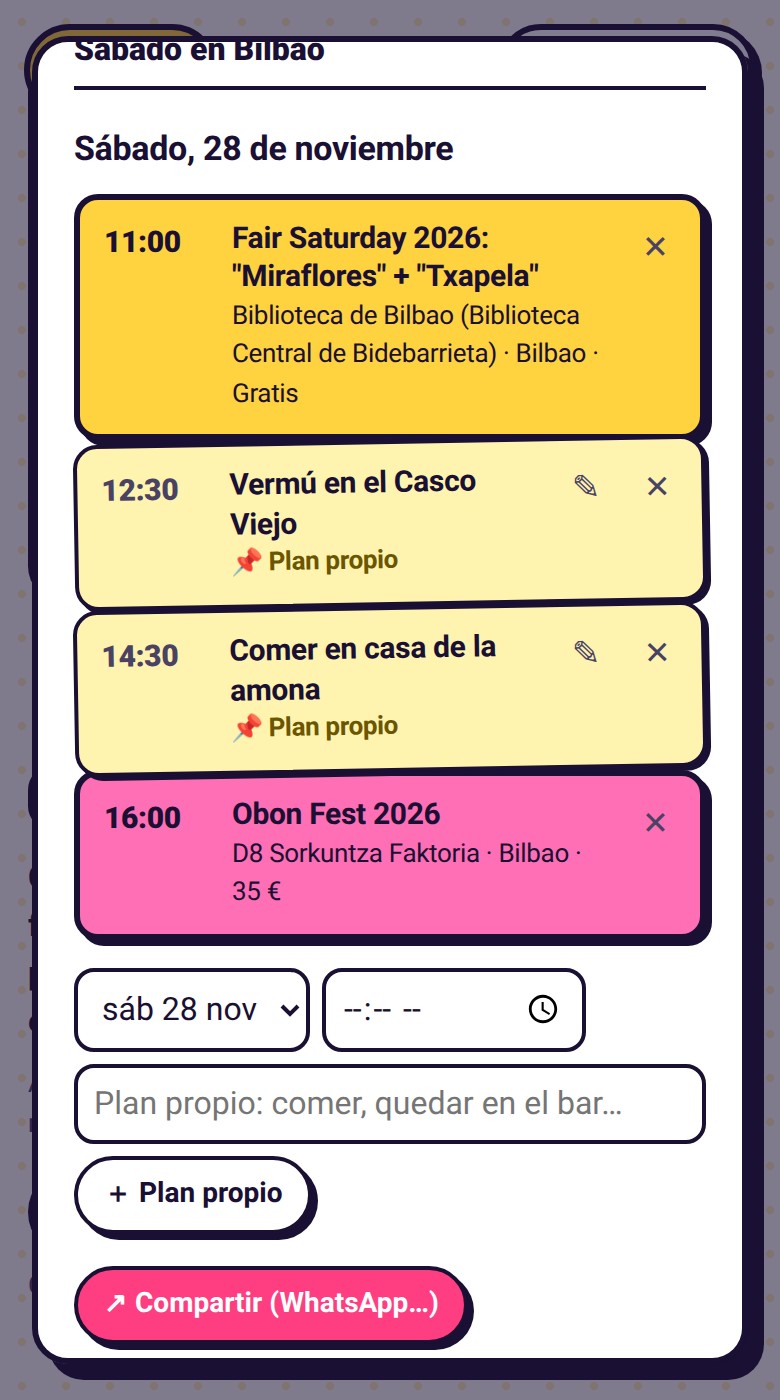 Sábado en Bilbao
Sábado, 28 de noviembre
11:00
Fair Saturday 2026:
"Miraflores" + "Txapela"
Biblioteca de Bilbao (Biblioteca
Central de Bidebarrieta) · Bilbao ·
Gratis
12:30
Vermú en el Casco
Viejo
📌 Plan propio
14:30
Comer en casa de la
amona
📌 Plan propio
16:00
Obon Fest 2026
D8 Sorkuntza Faktoria · Bilbao ·
35 €
sáb 28 nov
--:-- --
Plan propio: comer, quedar en el bar…
+ Plan propio
↗ Compartir (WhatsApp…)